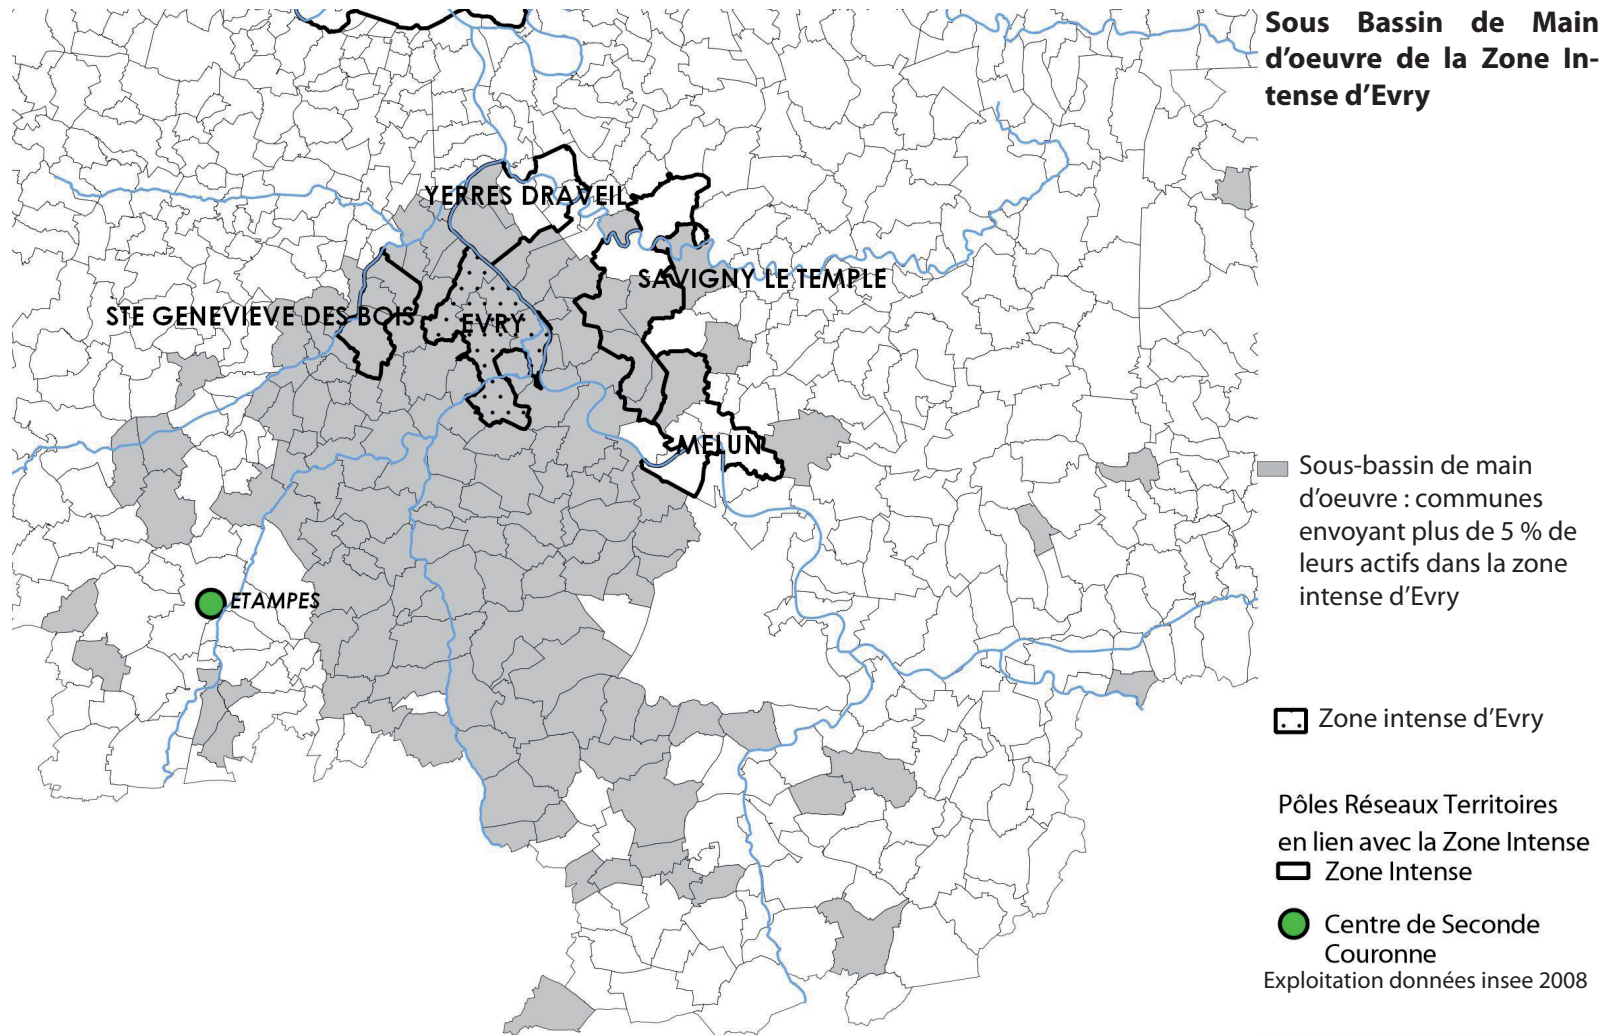 Sous Bassin de Main
d'oeuvre de la Zone In-
tense d'Evry
YERRES DRAVEIL
SAVIGNY LE TEMPLE
STE GENEVIEVE DES BOIS
EVRY
MELUN
ETAMPES
Sous-bassin de main
d'oeuvre : communes
envoyant plus de 5 % de
leurs actifs dans la zone
intense d'Evry
Zone intense d'Evry
Pôles Réseaux Territoires
en lien avec la Zone Intense
Zone Intense
Centre de Seconde
Couronne
Exploitation données insee 2008